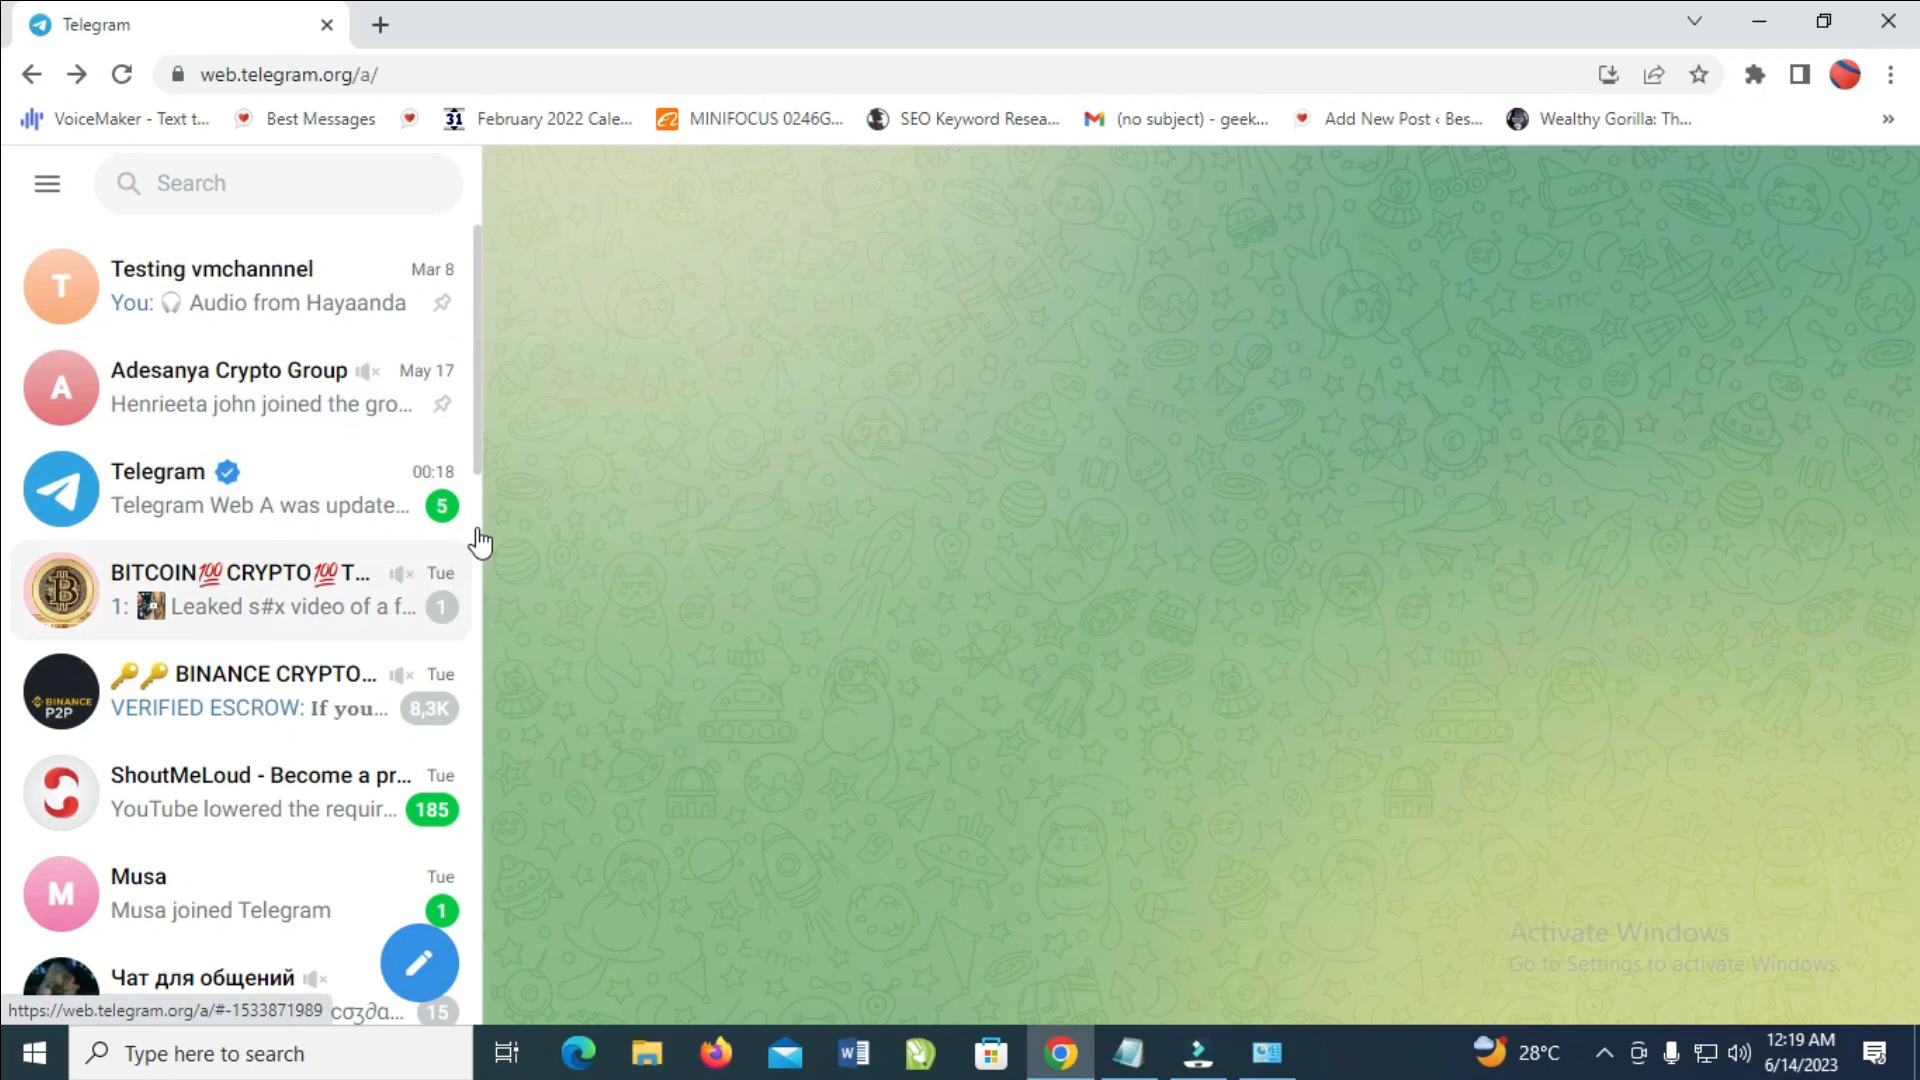 Telegram
web.telegram.org/a/
VoiceMaker - Text t...
Best Messages
31
February 2022 Cale...
MINIFOCUS 0246G...
SEO Keyword Resea...
(no subject) - geek...
Add New Post ‹ Bes...
Wealthy Gorilla: Th...
»
Search
T
Testing vmchannnel
Mar 8
You: 🎧 Audio from Hayaanda
A
Adesanya Crypto Group
May 17
Henrieeta john joined the gro...
Telegram
00:18
Telegram Web A was update...
5
BITCOIN💯CRYPTO💯T...
Tue
1: Leaked s#x video of a f...
1
BINANCE
P2P
🔑🔑 BINANCE CRYPTO...
Tue
VERIFIED ESCROW: If you...
8,3K
ShoutMeLoud - Become a pr...
Tue
YouTube lowered the requir...
185
M
Musa
Tue
Musa joined Telegram
1
Чат для общений
15
https://web.telegram.org/a/#-1533871989
Activate Windows
Go to Settings to activate Windows.
Type here to search
28°C
12:19 AM
6/14/2023